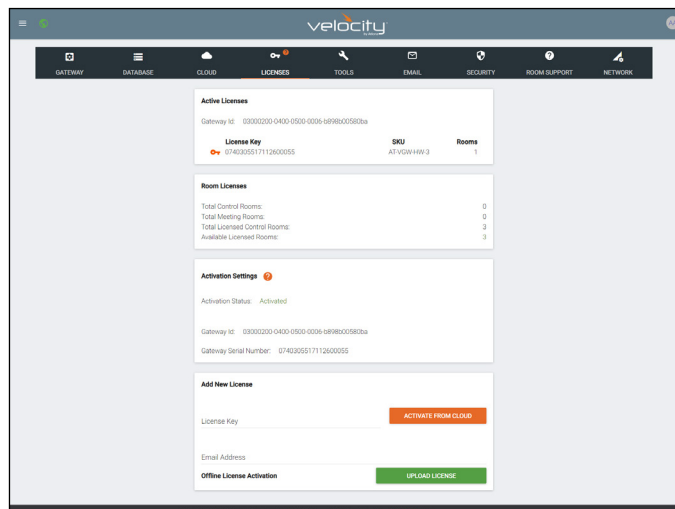 velocity
GATEWAY DATABASE CLOUD LICENSES TOOLS EMAIL SECURITY ROOM SUPPORT NETWORK
Active Licenses
Gateway Id: 03000200-0400-0500-0006-b898b00580ba
License Key SKU Rooms
0740305517112600055 AT-VGW-HW-3 1
Room Licenses
Total Control Rooms: 0
Total Meeting Rooms: 0
Total Licensed Control Rooms: 3
Available Licensed Rooms: 3
Activation Settings ?
Activation Status: Activated
Gateway Id: 03000200-0400-0500-0006-b898b00580ba
Gateway Serial Number: 0740305517112600055
Add New License
License Key
ACTIVATE FROM CLOUD
Email Address
Offline License Activation UPLOAD LICENSE